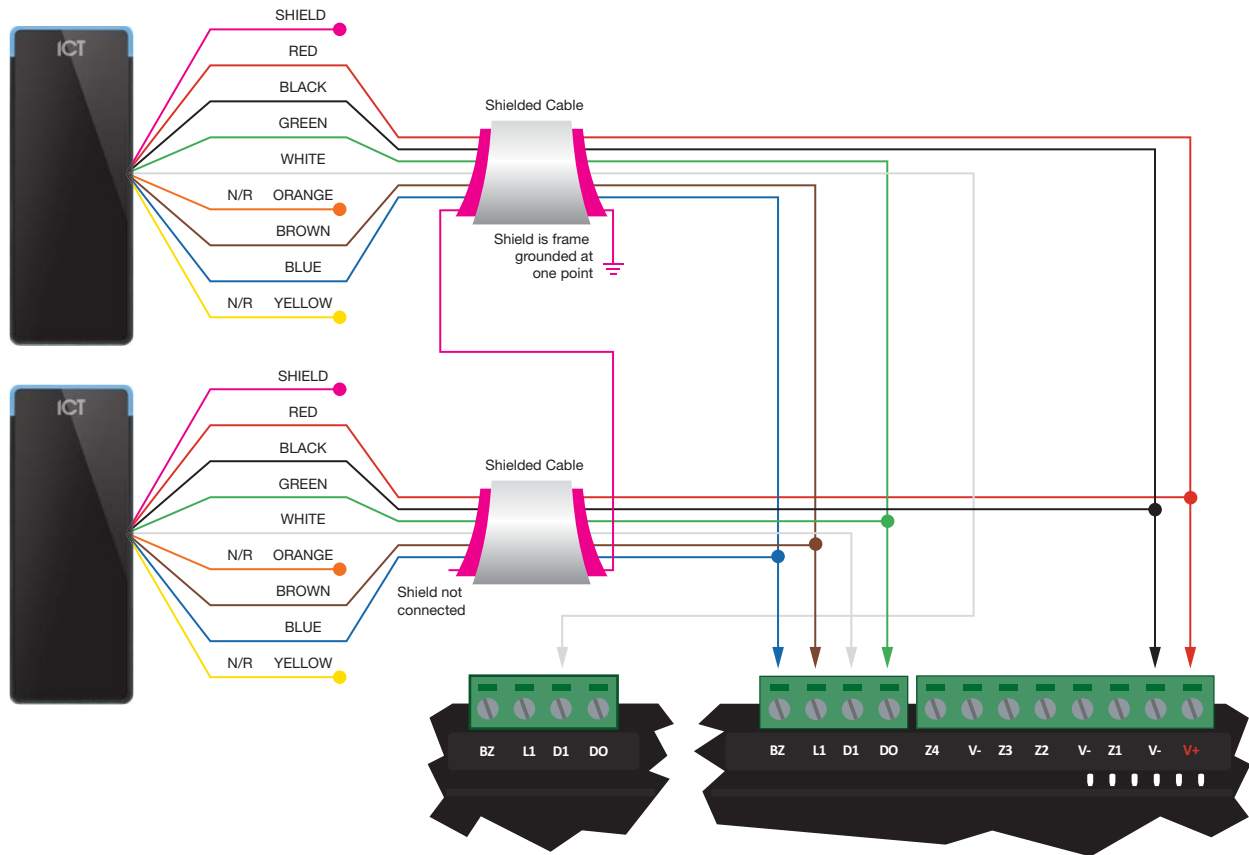 ICT
SHIELD
RED
BLACK
GREEN
WHITE
N/R ORANGE
BROWN
BLUE
N/R YELLOW
Shielded Cable
Shield is frame
grounded at
one point
ICT
SHIELD
RED
BLACK
GREEN
WHITE
N/R ORANGE
BROWN
BLUE
N/R YELLOW
Shielded Cable
Shield not
connected
BZ L1 D1 DO
BZ L1 D1 DO Z4 V- Z3 Z2 V- Z1 V- V+